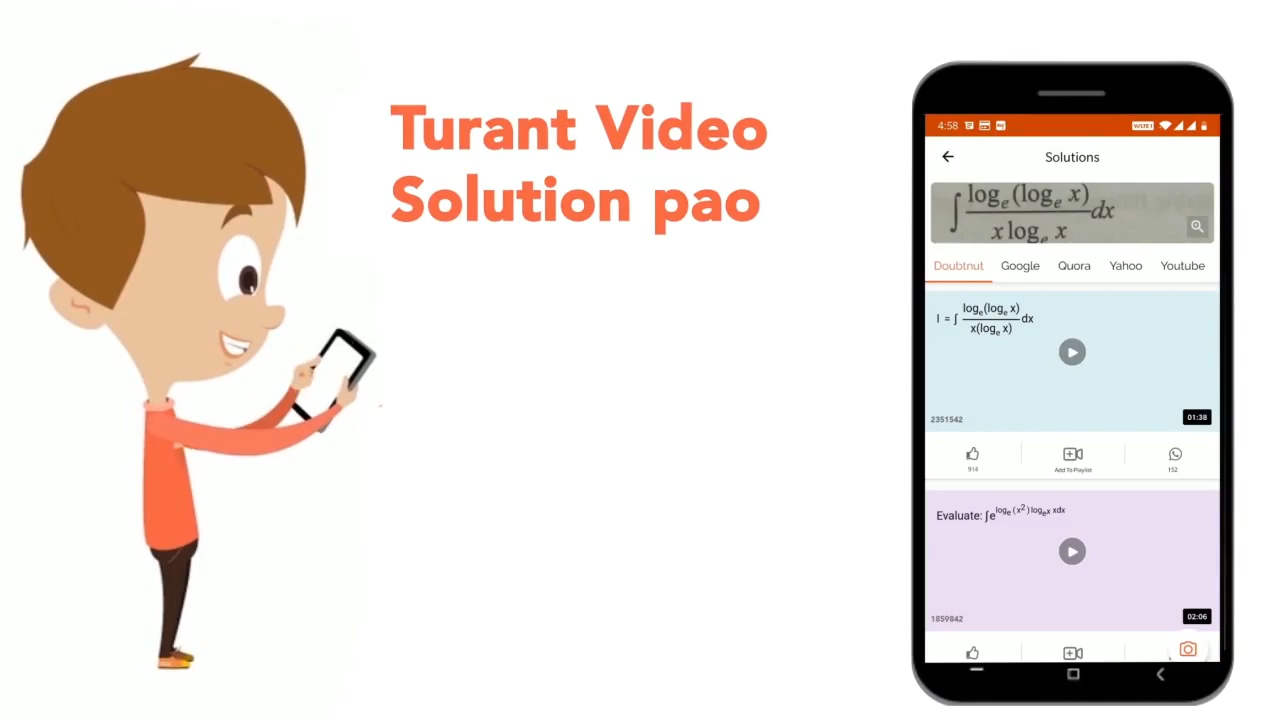 Turant Video
Solution pao
4:58
VoLTE1
Solutions
∫ logₑ(logₑ x) / x logₑ x dx
Doubtnut Google Quora Yahoo Youtube
I = ∫ logₑ(logₑ x) / x(logₑ x) dx
2351542 01:38
914 Add To Playlist 152
Evaluate: ∫e^logₑ(x²)logₑx xdx
1859842 02:06